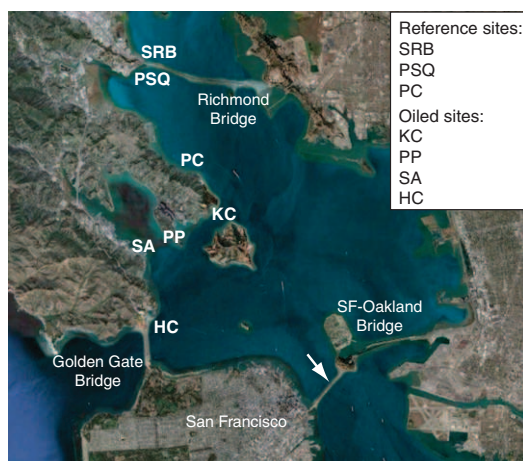 SRB
PSQ
Richmond
Bridge
PC
KC
PP
SA
HC
SF-Oakland
Bridge
Golden Gate
Bridge
San Francisco
Reference sites:
SRB
PSQ
PC
Oiled sites:
KC
PP
SA
HC